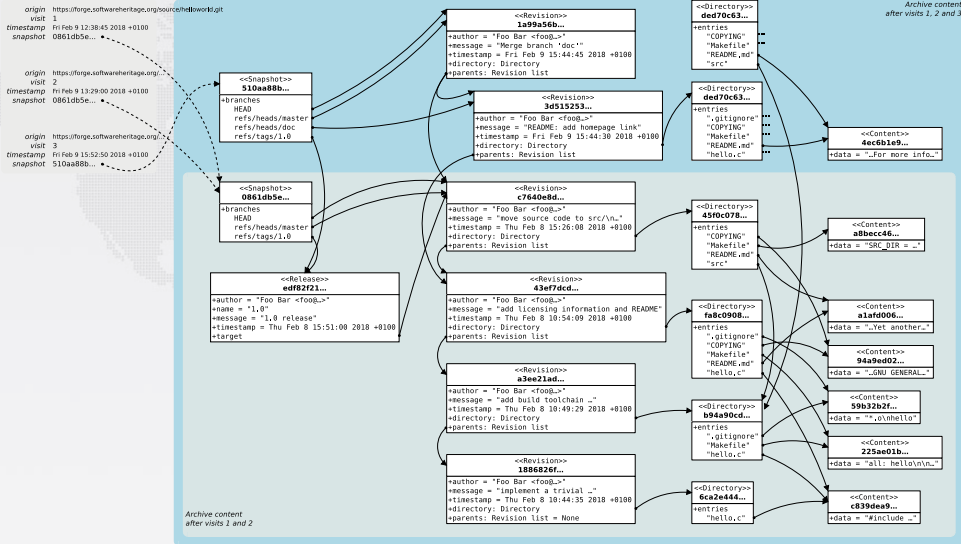 origin https://forge.softwareheritage.org/source/helloworld.git
visit 1
timestamp Fri Feb 9 12:38:45 2018 +0100
snapshot 0861db5e...
origin https://forge.softwareheritage.org/...
visit 2
timestamp Fri Feb 9 13:29:00 2018 +0100
snapshot 0861db5e...
origin https://forge.softwareheritage.org/...
visit 3
timestamp Fri Feb 9 15:52:50 2018 +0100
snapshot 510aa88b...
<<Snapshot>>
510aa88b...
+branches
HEAD
refs/heads/master
refs/heads/doc
refs/tags/1.0
<<Snapshot>>
0861db5e...
+branches
HEAD
refs/heads/master
refs/tags/1.0
<<Release>>
edf82f21...
+author = "Foo Bar <foo@…>"
+name = "1.0"
+message = "1.0 release"
+timestamp = Thu Feb 8 15:51:00 2018 +0100
+target
<<Revision>>
1a99a56b...
+author = "Foo Bar <foo@…>"
+message = "Merge branch 'doc'"
+timestamp = Fri Feb 9 15:44:45 2018 +0100
+directory: Directory
+parents: Revision list
<<Revision>>
3d515253...
+author = "Foo Bar <foo@…>"
+message = "README: add homepage link"
+timestamp = Fri Feb 9 15:44:30 2018 +0100
+directory: Directory
+parents: Revision list
<<Revision>>
c7640e8d...
+author = "Foo Bar <foo@…>"
+message = "move source code to src/\n…"
+timestamp = Thu Feb 8 15:26:08 2018 +0100
+directory: Directory
+parents: Revision list
<<Revision>>
43ef7dcd...
+author = "Foo Bar <foo@…>"
+message = "add licensing information and README"
+timestamp = Thu Feb 8 10:54:09 2018 +0100
+directory: Directory
+parents: Revision list
<<Revision>>
a3ee21ad...
+author = "Foo Bar <foo@…>"
+message = "add build toolchain …"
+timestamp = Thu Feb 8 10:49:29 2018 +0100
+directory: Directory
+parents: Revision list
<<Revision>>
1886826f...
+author = "Foo Bar <foo@…>"
+message = "implement a trivial …"
+timestamp = Thu Feb 8 10:44:35 2018 +0100
+directory: Directory
+parents: Revision list = None
<<Directory>>
ded70c63...
+entries
"COPYING"
"Makefile"
"README.md"
"src"
<<Directory>>
ded70c63...
+entries
".gitignore"
"COPYING"
"Makefile"
"README.md"
"hello.c"
<<Directory>>
45f0c078...
+entries
"COPYING"
"Makefile"
"README.md"
"src"
<<Directory>>
fa8c0908...
+entries
".gitignore"
"COPYING"
"Makefile"
"README.md"
"hello.c"
<<Directory>>
b94a90cd...
+entries
".gitignore"
"Makefile"
"hello.c"
<<Directory>>
6ca2e444...
+entries
"hello.c"
Archive content
after visits 1, 2 and 3
<<Content>>
4ec6b1e9...
+data = "…For more info…"
<<Content>>
a8becc46...
+data = "SRC_DIR = …"
<<Content>>
a1afd006...
+data = "…Yet another…"
<<Content>>
94a9ed02...
+data = "…GNU GENERAL…"
<<Content>>
59b32b2f...
+data = "*.o\nhello"
<<Content>>
225ae01b...
+data = "all: hello\n\n…"
<<Content>>
c839dea9...
+data = "#include …"
Archive content
after visits 1 and 2